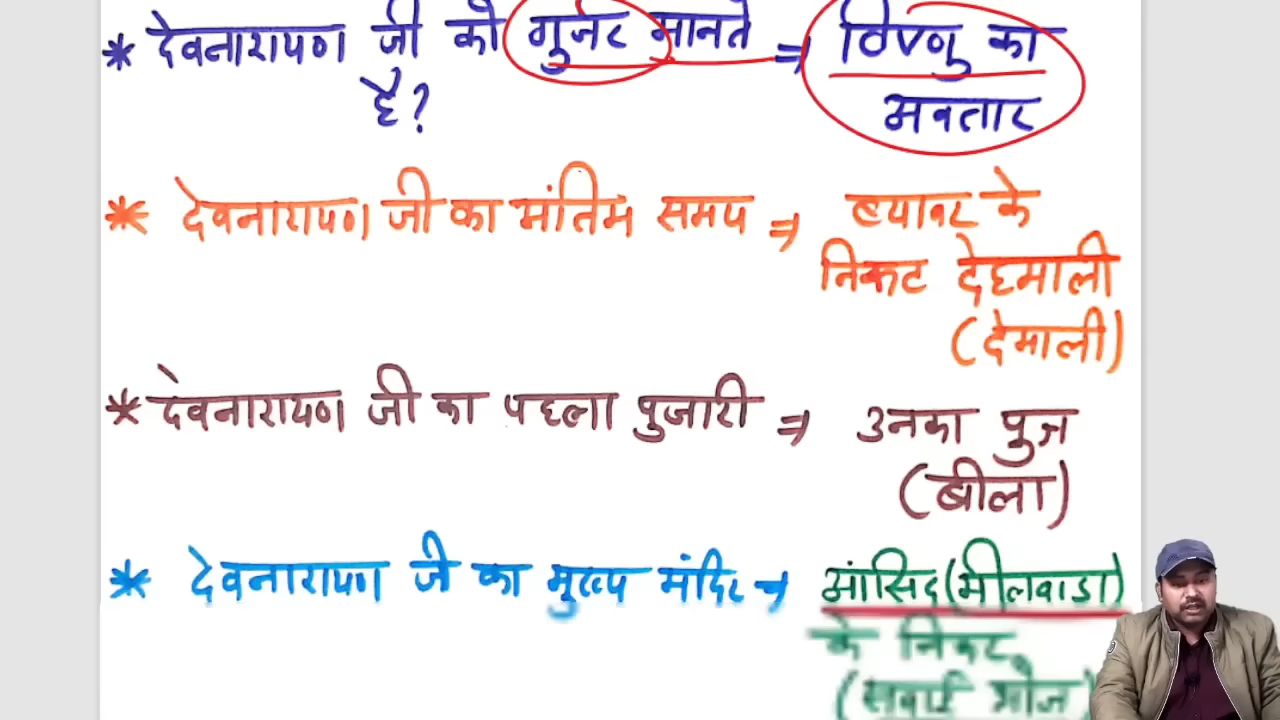 * देवनारायण जी को गुर्जर मानते ⇒ विष्णु का
है? अवतार
* देवनारायण जी का अंतिम समय ⇒ ब्यावर के
निकट देहमाली
(देमाली)
* देवनारायण जी का पहला पुजारी ⇒ उनका पुत्र
(बीला)
* देवनारायण जी का मुख्य मंदिर ⇒ आंसिद (भीलवाडा)
के निकट
(सवाई भोज)